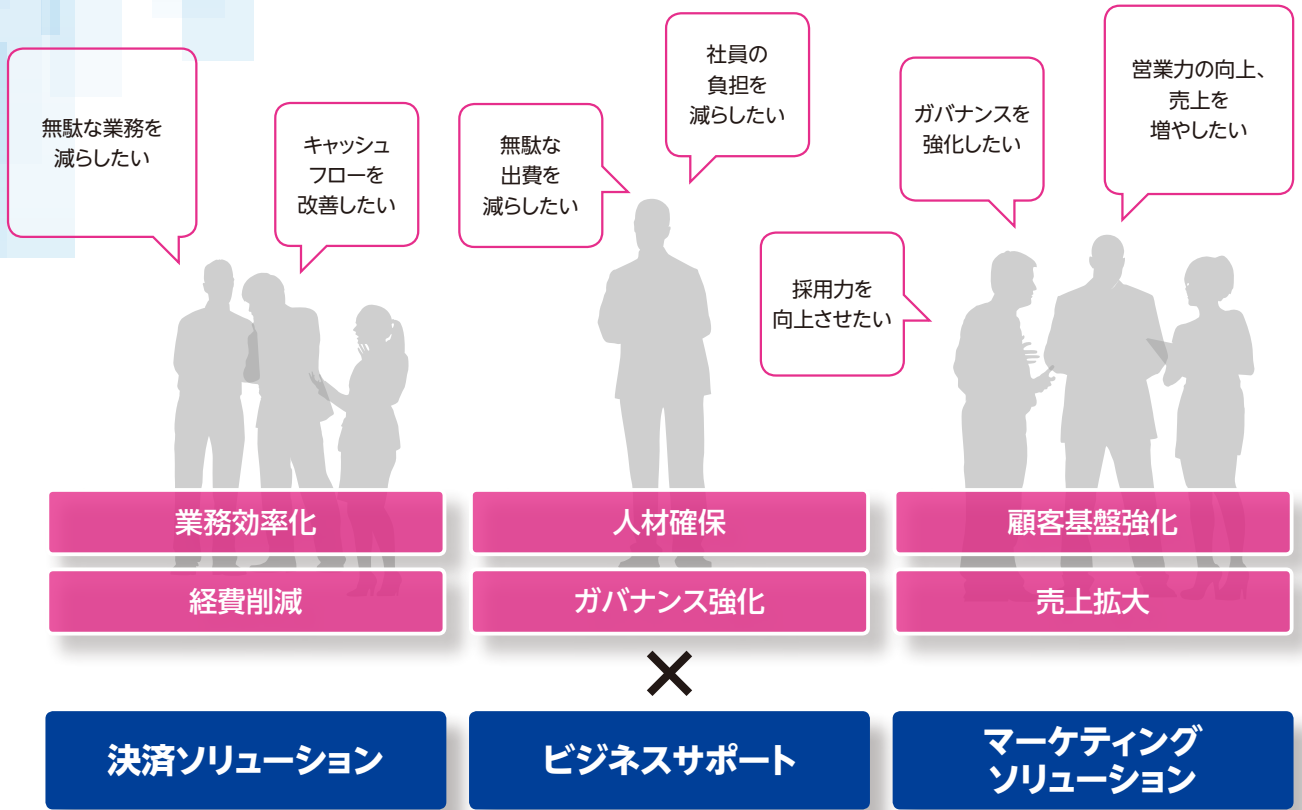 無駄な業務を
減らしたい
キャッシュ
フローを
改善したい
無駄な
出費を
減らしたい
社員の
負担を
減らしたい
採用力を
向上させたい
ガバナンスを
強化したい
営業力の向上、
売上を
増やしたい
業務効率化
人材確保
顧客基盤強化
経費削減
ガバナンス強化
売上拡大
×
決済ソリューション
ビジネスサポート
マーケティング
ソリューション